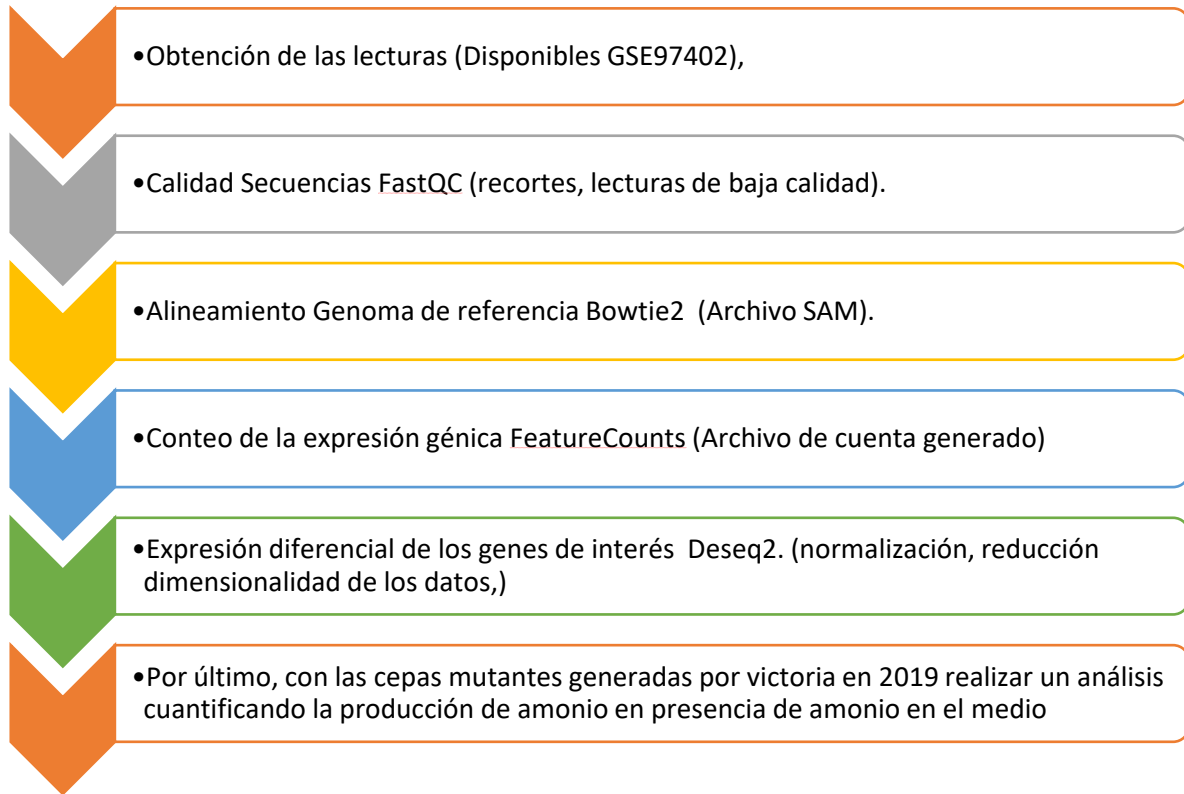 •Obtención de las lecturas (Disponibles GSE97402),
•Calidad Secuencias FastQC (recortes, lecturas de baja calidad).
•Alineamiento Genoma de referencia Bowtie2 (Archivo SAM).
•Conteo de la expresión génica FeatureCounts (Archivo de cuenta generado)
•Expresión diferencial de los genes de interés Deseq2. (normalización, reducción
dimensionalidad de los datos,)
•Por último, con las cepas mutantes generadas por victoria en 2019 realizar un análisis
cuantificando la producción de amonio en presencia de amonio en el medio